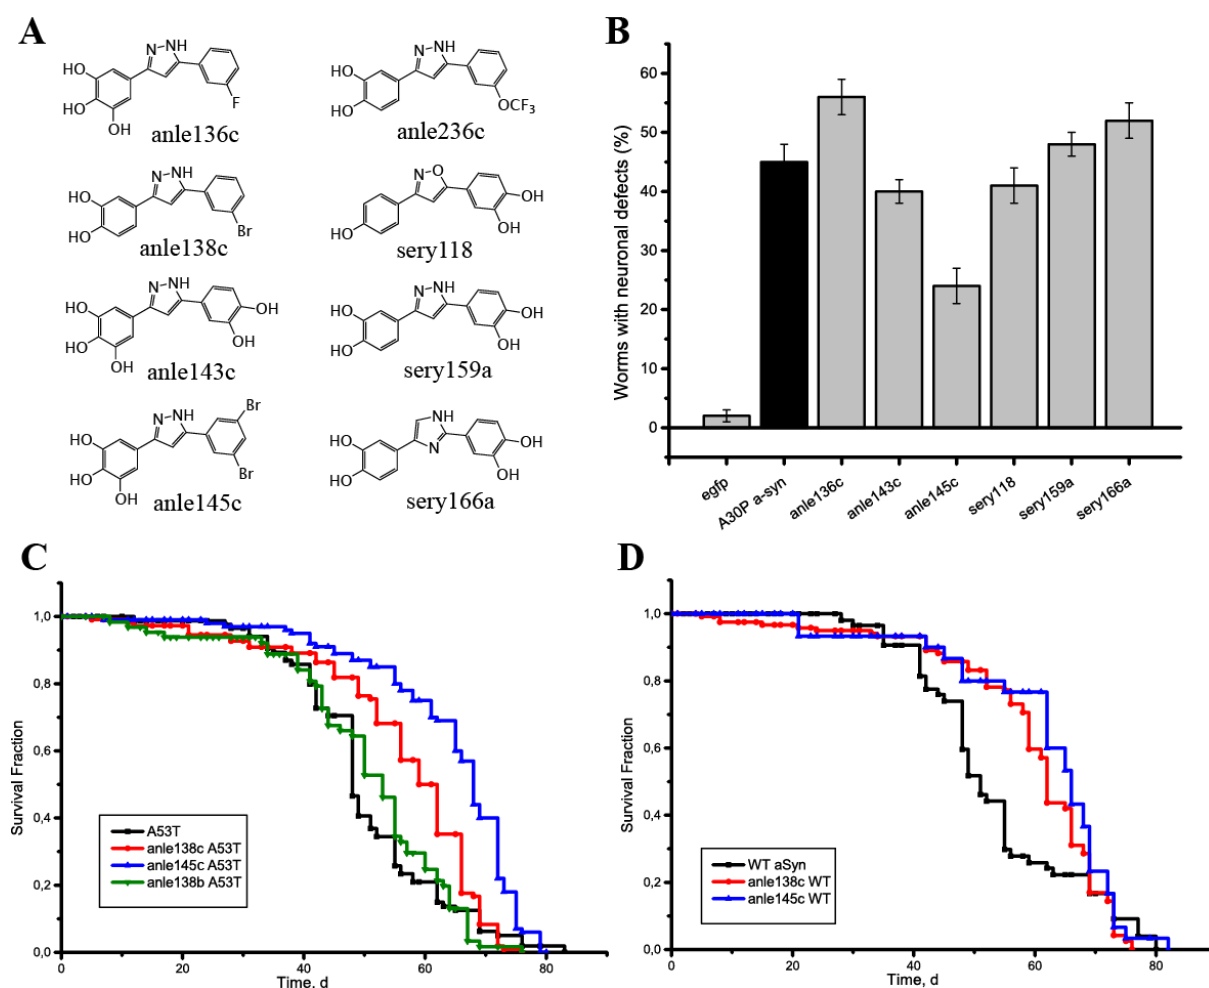 A
N NH
HO
HO
OH
F
anle136c
N NH
HO
HO
OCF3
anle236c
N NH
HO
HO
Br
anle138c
N O
HO
OH
OH
sery118
N NH
HO
HO
OH
OH
OH
anle143c
N NH
HO
HO
OH
OH
sery159a
N NH
HO
HO
OH
Br
Br
anle145c
NH
N
HO
HO
OH
OH
sery166a
B
Worms with neuronal defects (%)
60
50
40
30
20
10
0
egfp
A30P a-syn
anle136c
anle143c
anle145c
sery118
sery159a
sery166a
C
Survival Fraction
1,0
0,8
0,6
0,4
0,2
0,0
A53T
anle138c A53T
anle145c A53T
anle138b A53T
0 20 40 60 80
Time, d
D
Survival Fraction
1,0
0,8
0,6
0,4
0,2
0,0
WT aSyn
anle138c WT
anle145c WT
0 20 40 60 80
Time, d